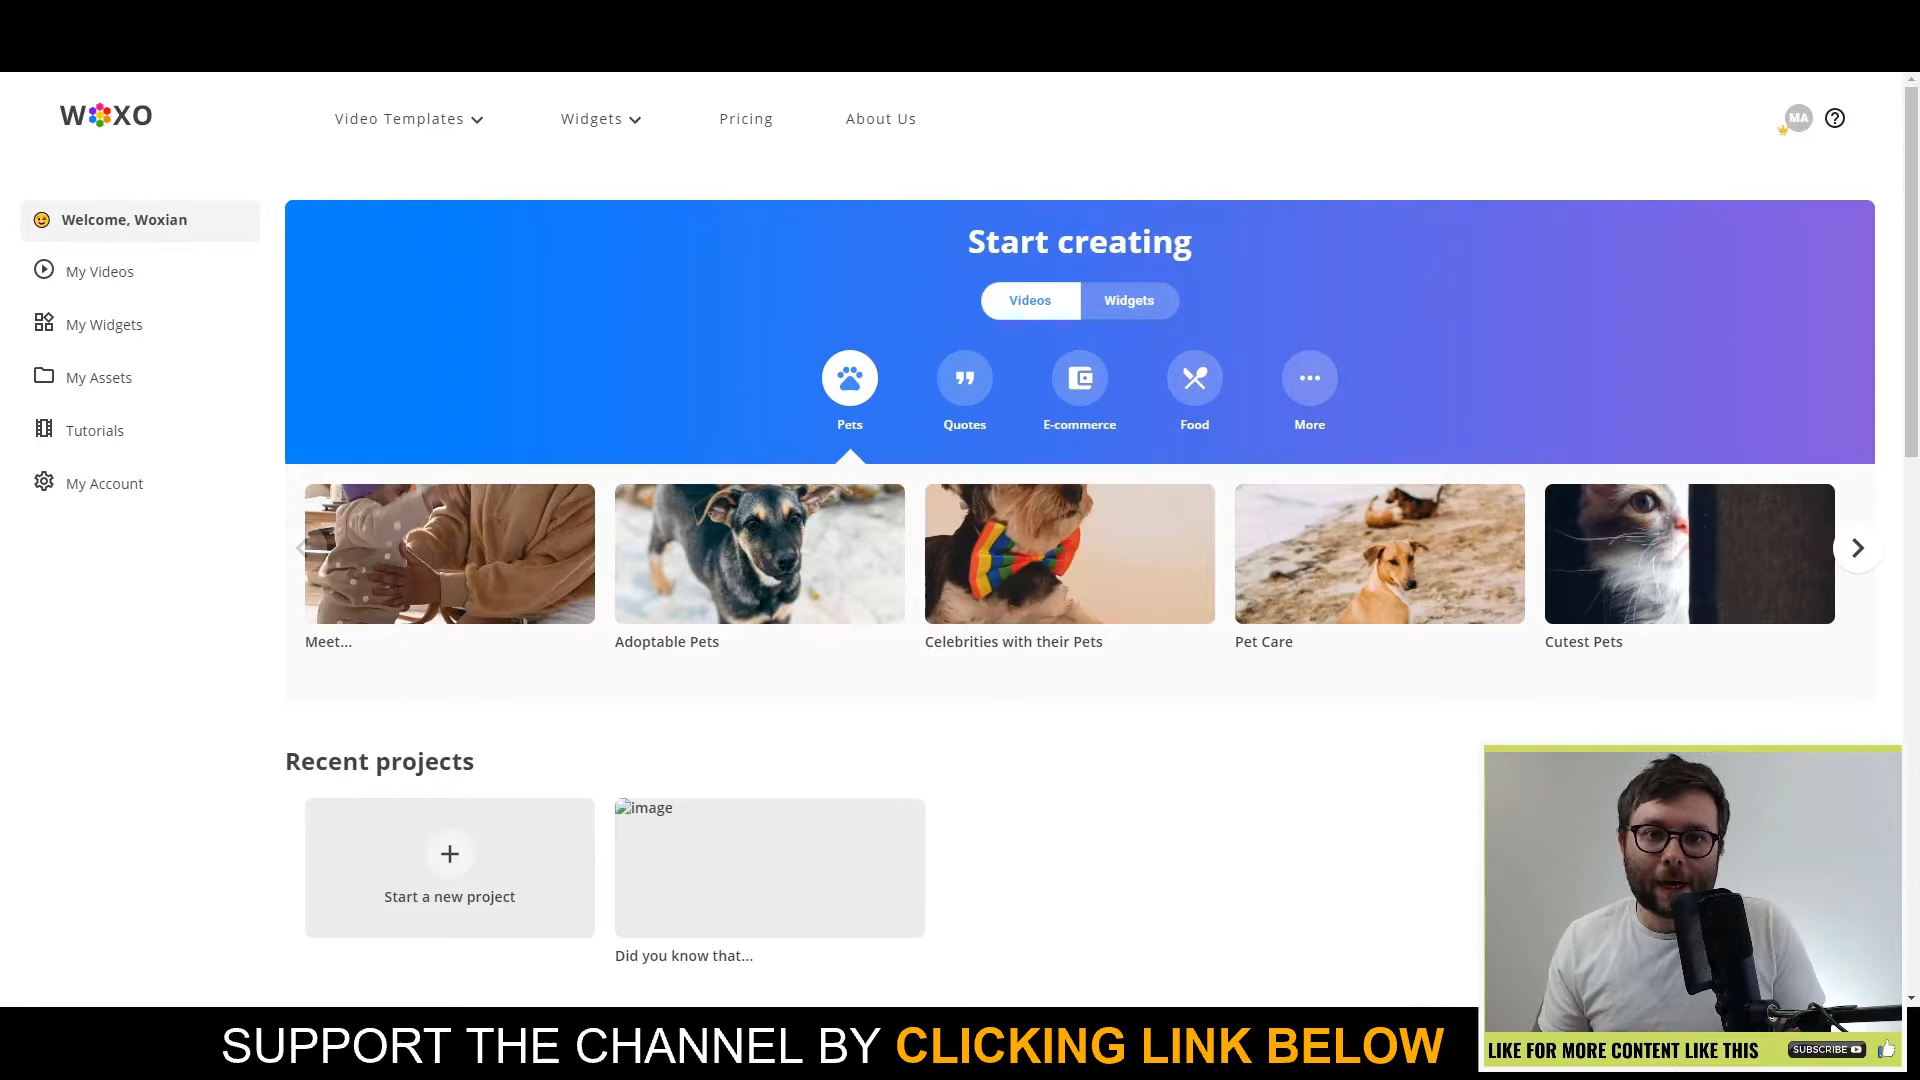 WOXO
Video Templates
Widgets
Pricing
About Us
MA
Welcome, Woxian
My Videos
My Widgets
My Assets
Tutorials
My Account
Start creating
Videos
Widgets
Pets
Quotes
E-commerce
Food
More
Meet...
Adoptable Pets
Celebrities with their Pets
Pet Care
Cutest Pets
Recent projects
Start a new project
image
Did you know that...
SUPPORT THE CHANNEL BY CLICKING LINK BELOW
LIKE FOR MORE CONTENT LIKE THIS
SUBSCRIBE